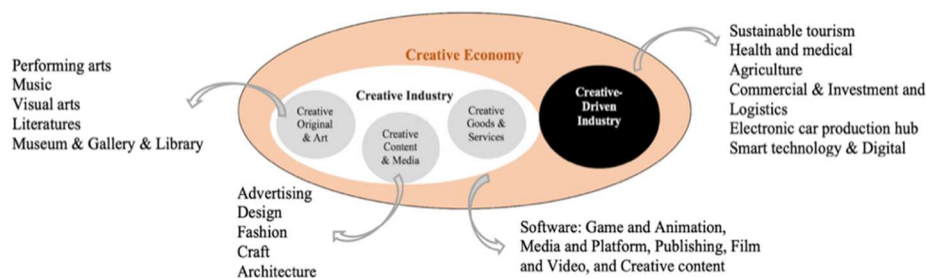 Performing arts
Music
Visual arts
Literatures
Museum & Gallery & Library
Creative Economy
Creative Industry
Creative
Original
& Art
Creative
Content
& Media
Creative
Goods &
Services
Creative-
Driven
Industry
Sustainable tourism
Health and medical
Agriculture
Commercial & Investment and
Logistics
Electronic car production hub
Smart technology & Digital
Advertising
Design
Fashion
Craft
Architecture
Software: Game and Animation,
Media and Platform, Publishing, Film
and Video, and Creative content